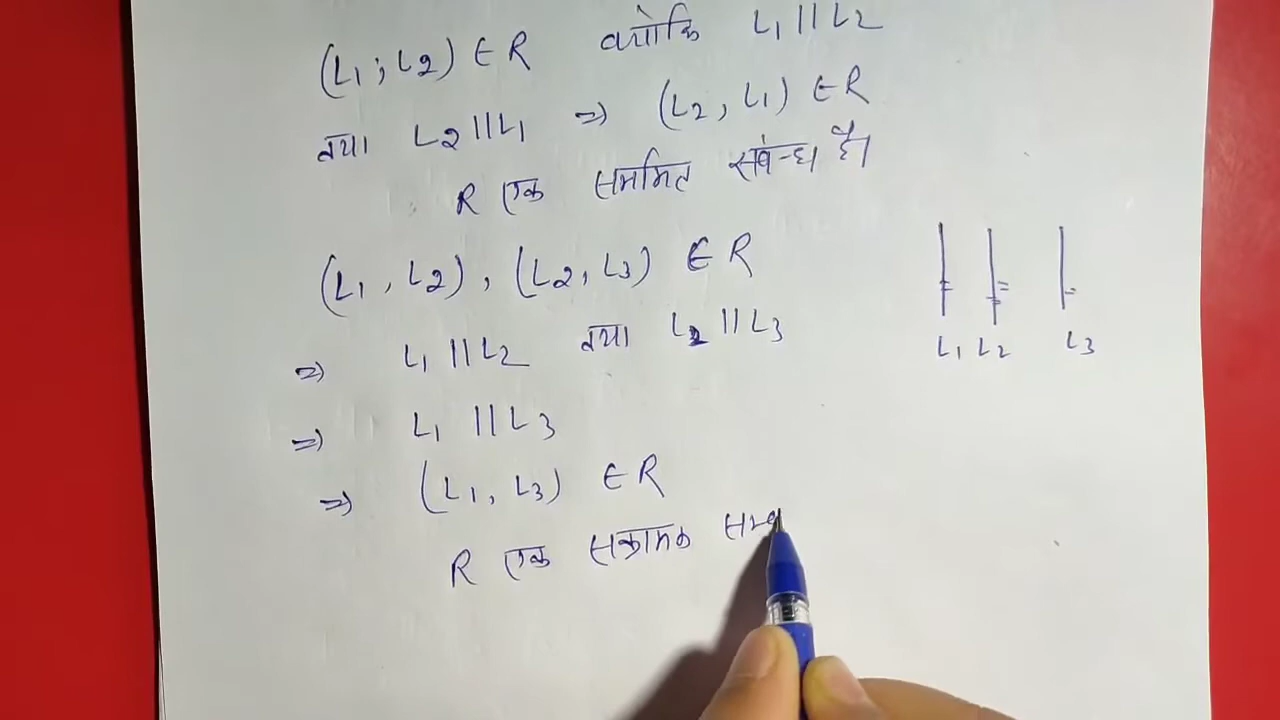 (L1, L2) ∈ R क्योकि L1 || L2
तथा L2 || L1 => (L2, L1) ∈ R
R एक सममित संबन्ध है।
(L1, L2), (L2, L3) ∈ R
=> L1 || L2 तथा L2 || L3
=> L1 || L3
=> (L1, L3) ∈ R
R एक सक्रामक
L1 L2 L3